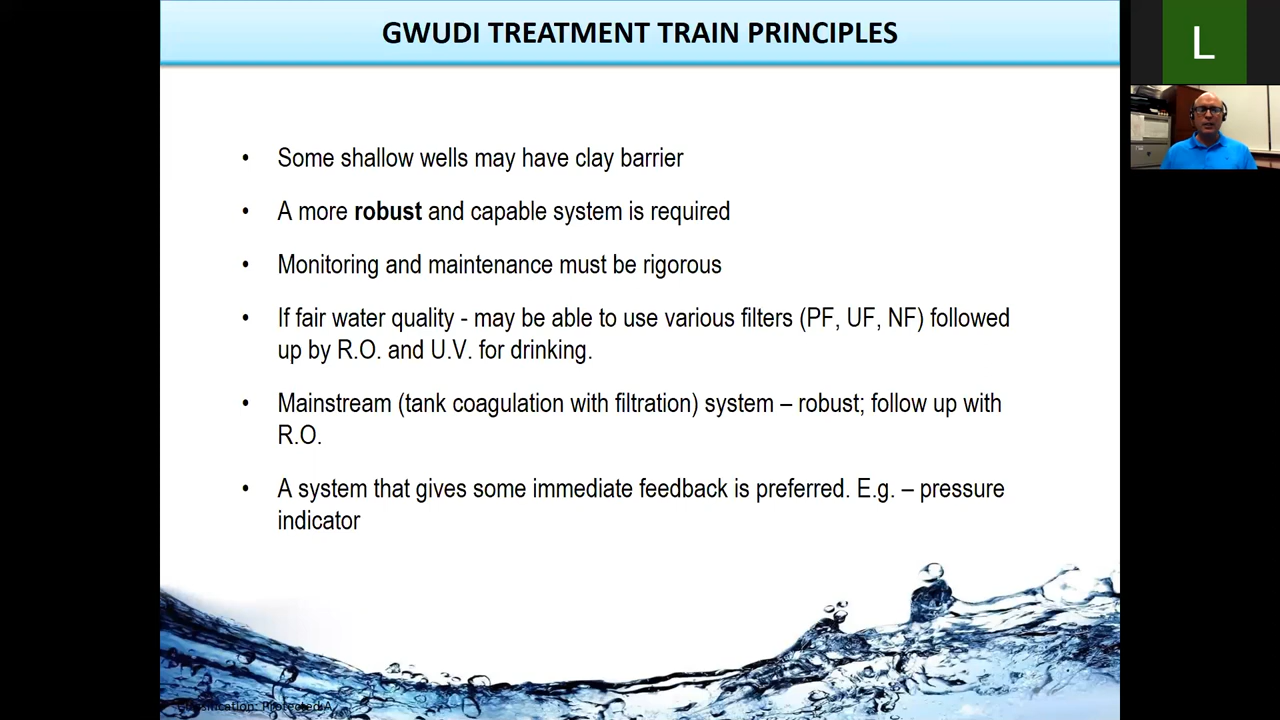 GWUDI TREATMENT TRAIN PRINCIPLES
L
• Some shallow wells may have clay barrier
• A more robust and capable system is required
• Monitoring and maintenance must be rigorous
• If fair water quality - may be able to use various filters (PF, UF, NF) followed
up by R.O. and U.V. for drinking.
• Mainstream (tank coagulation with filtration) system – robust; follow up with
R.O.
• A system that gives some immediate feedback is preferred. E.g. – pressure
indicator
Classification: Protected A